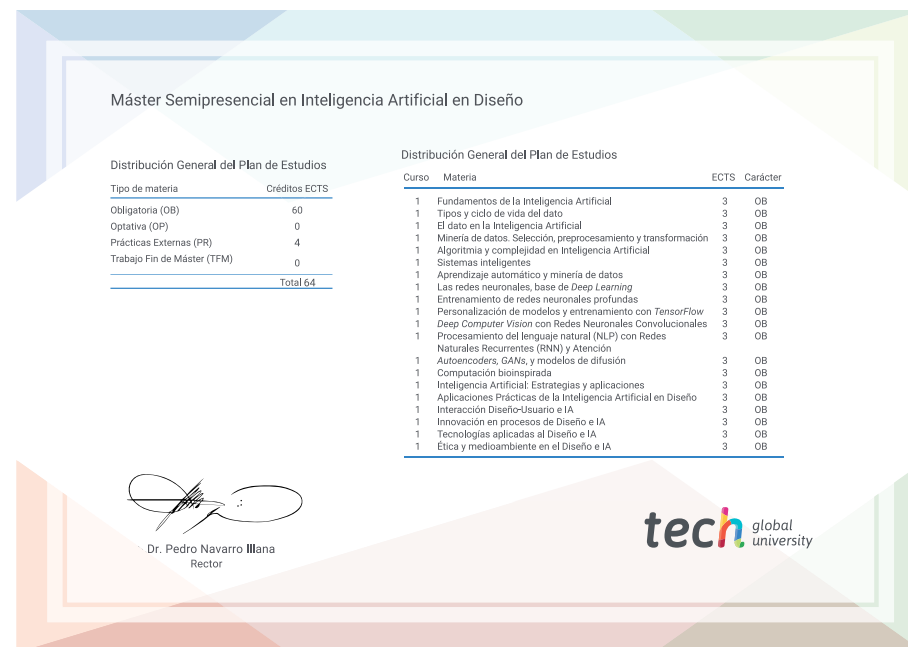 Máster Semipresencial en Inteligencia Artificial en Diseño
Distribución General del Plan de Estudios
Tipo de materia Créditos ECTS
Obligatoria (OB) 60
Optativa (OP) 0
Prácticas Externas (PR) 4
Trabajo Fin de Máster (TFM) 0
Total 64
Distribución General del Plan de Estudios
Curso Materia ECTS Carácter
1 Fundamentos de la Inteligencia Artificial 3 OB
1 Tipos y ciclo de vida del dato 3 OB
1 El dato en la Inteligencia Artificial 3 OB
1 Minería de datos. Selección, preprocesamiento y transformación 3 OB
1 Algoritmia y complejidad en Inteligencia Artificial 3 OB
1 Sistemas inteligentes 3 OB
1 Aprendizaje automático y minería de datos 3 OB
1 Las redes neuronales, base de Deep Learning 3 OB
1 Entrenamiento de redes neuronales profundas 3 OB
1 Personalización de modelos y entrenamiento con TensorFlow 3 OB
1 Deep Computer Vision con Redes Neuronales Convolucionales 3 OB
1 Procesamiento del lenguaje natural (NLP) con Redes 3 OB
Naturales Recurrentes (RNN) y Atención
1 Autoencoders, GANs, y modelos de difusión 3 OB
1 Computación bioinspirada 3 OB
1 Inteligencia Artificial: Estrategias y aplicaciones 3 OB
1 Aplicaciones Prácticas de la Inteligencia Artificial en Diseño 3 OB
1 Interacción Diseño-Usuario e IA 3 OB
1 Innovación en procesos de Diseño e IA 3 OB
1 Tecnologías aplicadas al Diseño e IA 3 OB
1 Ética y medioambiente en el Diseño e IA 3 OB
Dr. Pedro Navarro Illana
Rector
tech global
university